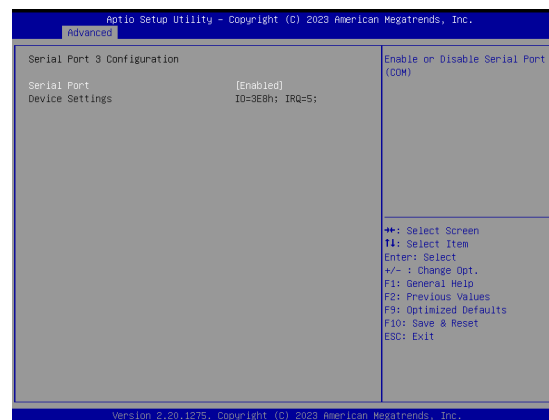 Aptio Setup Utility – Copyright (C) 2023 American Megatrends, Inc.
Advanced
Serial Port 3 Configuration
Serial Port [Enabled]
Device Settings IO=3E8h; IRQ=5;
Enable or Disable Serial Port
(COM)
→←: Select Screen
↑↓: Select Item
Enter: Select
+/- : Change Opt.
F1: General Help
F2: Previous Values
F9: Optimized Defaults
F10: Save & Reset
ESC: Exit
Version 2.20.1275. Copyright (C) 2023 American Megatrends, Inc.